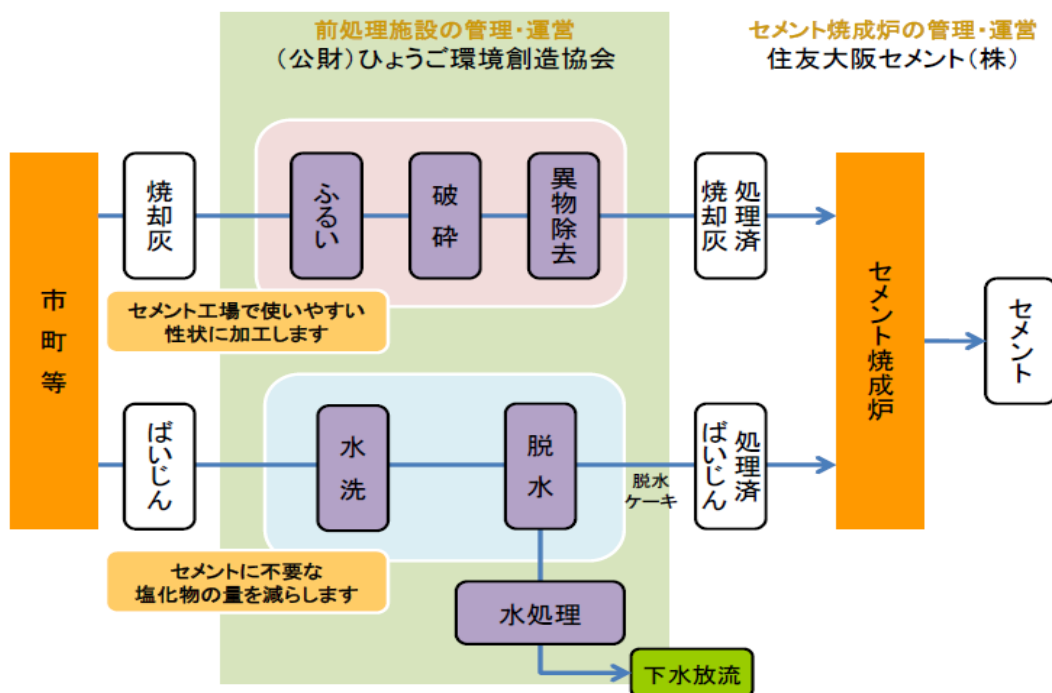 前処理施設の管理・運営
（公財）ひょうご環境創造協会
セメント焼成炉の管理・運営
住友大阪セメント（株）
市町等
焼却灰
ふるい
破砕
異物除去
処理済
焼却灰
セメント工場で使いやすい
性状に加工します
セメント焼成炉
セメント
ばいじん
水洗
脱水
脱水
ケーキ
処理済
ばいじん
セメントに不要な
塩化物の量を減らします
水処理
下水放流